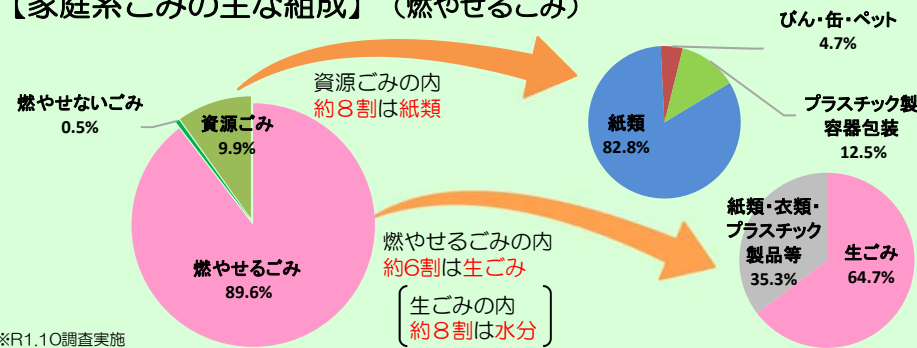 【家庭系ごみの主な組成】（燃やせるごみ）
燃やせないごみ
0.5%
資源ごみ
9.9%
燃やせるごみ
89.6%
資源ごみの内
約８割は紙類
びん・缶・ペット
4.7%
紙類
82.8%
プラスチック製
容器包装
12.5%
燃やせるごみの内
約6割は生ごみ
生ごみの内
約８割は水分
紙類・衣類・
プラスチック
製品等
35.3%
生ごみ
64.7%
※R1.10調査実施